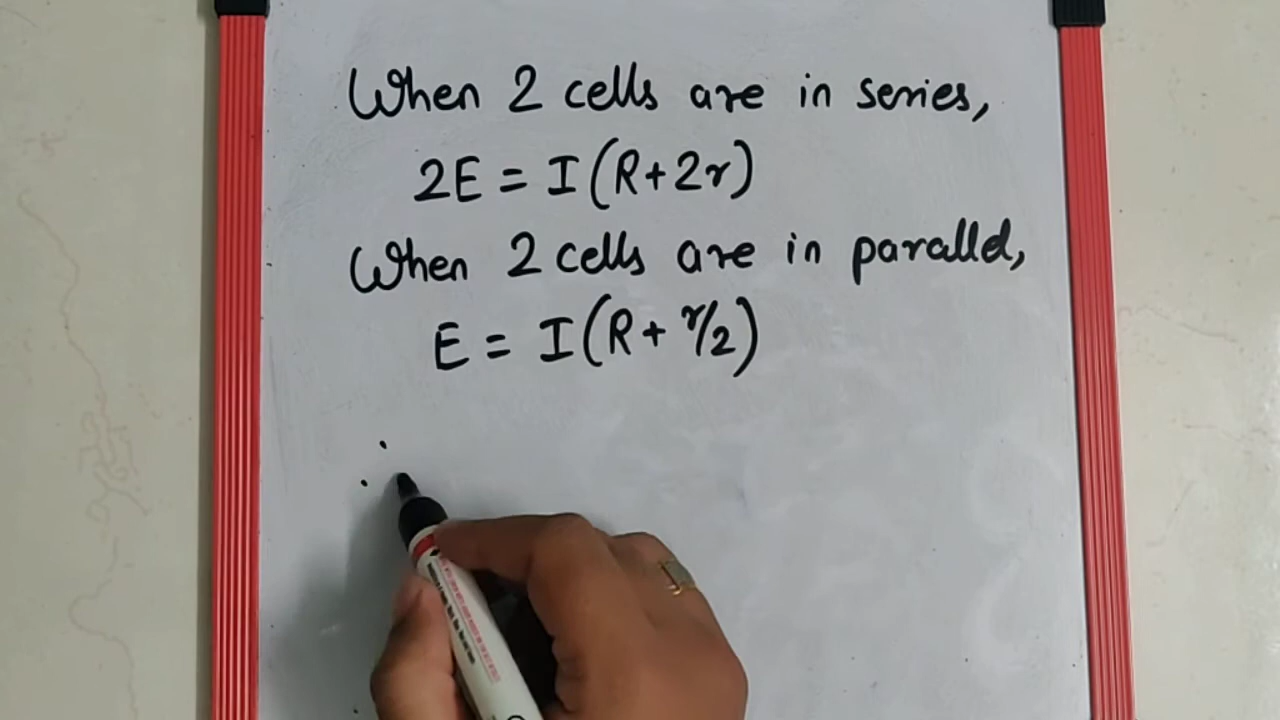 When 2 cells are in series,
2E = I(R+2r)
When 2 cells are in parallel,
E = I(R+ r/2)